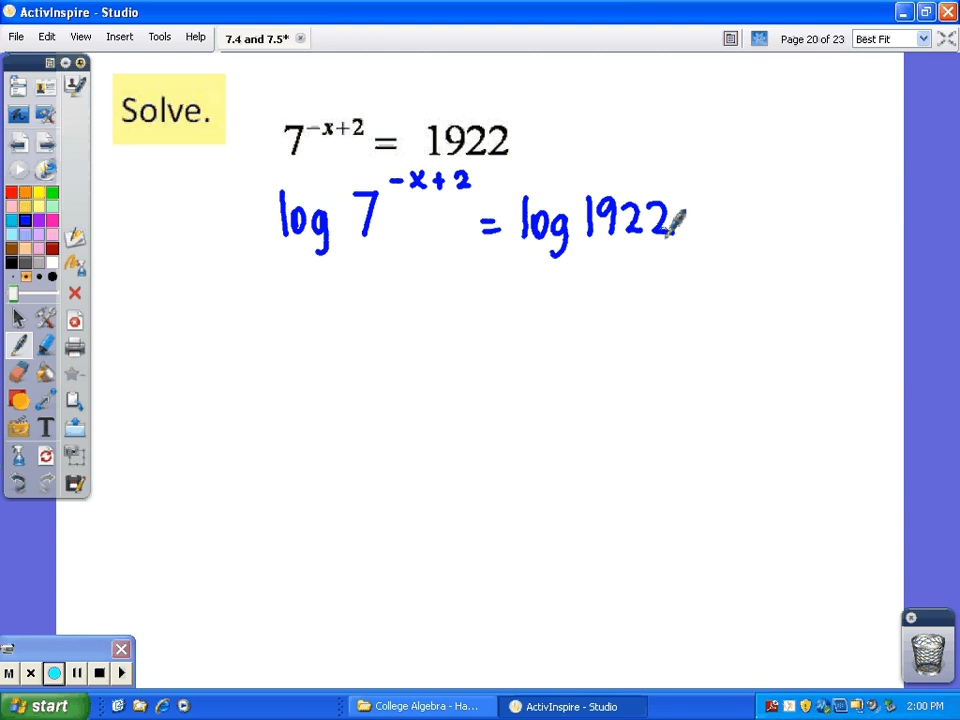 ActivInspire - Studio
File Edit View Insert Tools Help 7.4 and 7.5* Page 20 of 23 Best Fit
Solve.
7^{-x+2} = 1922
log 7^{-x+2} = log 1922
M
start College Algebra - Ha... ActivInspire - Studio 2:00 PM